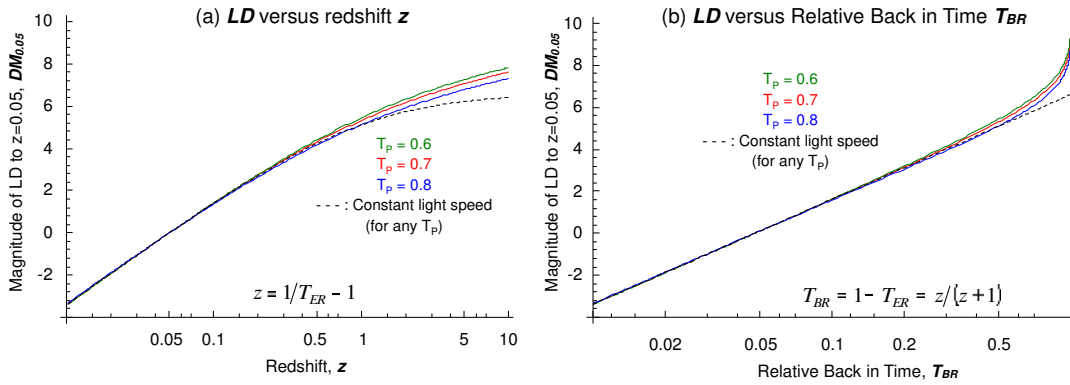 (a) LD versus redshift z
Magnitude of LD to z=0.05, DM0.05
10
8
6
4
2
0
−2
T_P = 0.6
T_P = 0.7
T_P = 0.8
- - - : Constant light speed
(for any T_P)
z = 1/T_ER − 1
0.05
0.1
0.5
1
5
10
Redshift, z
(b) LD versus Relative Back in Time T_BR
Magnitude of LD to z=0.05, DM0.05
10
8
6
4
2
0
−2
T_P = 0.6
T_P = 0.7
T_P = 0.8
- - - : Constant light speed
(for any T_P)
T_BR = 1 − T_ER = z/(z+1)
0.02
0.05
0.1
0.2
0.5
Relative Back in Time, T_BR